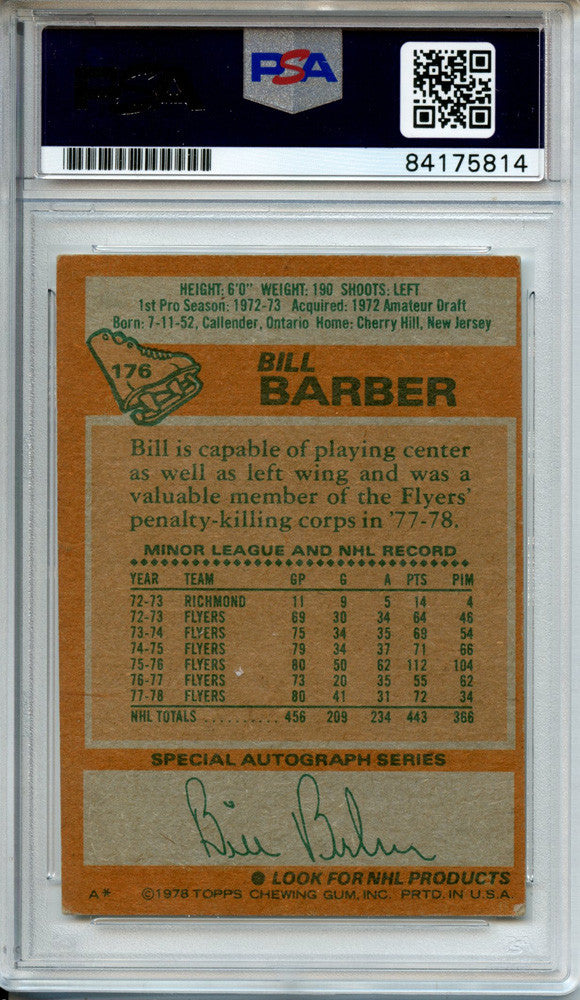 PSA
84175814
HEIGHT: 6'0" WEIGHT: 190 SHOOTS: LEFT
1st Pro Season: 1972-73 Acquired: 1972 Amateur Draft
Born: 7-11-52, Callender, Ontario Home: Cherry Hill, New Jersey
176
BILL
BARBER
Bill is capable of playing center
as well as left wing and was a
valuable member of the Flyers'
penalty-killing corps in '77-78.
MINOR LEAGUE AND NHL RECORD
YEAR TEAM GP G A PTS PIM
72-73 RICHMOND 11 9 5 14 4
72-73 FLYERS 69 30 34 64 46
73-74 FLYERS 75 34 35 69 54
74-75 FLYERS 79 34 37 71 66
75-76 FLYERS 80 50 62 112 104
76-77 FLYERS 73 20 35 55 62
77-78 FLYERS 80 41 31 72 34
NHL TOTALS .......... 456 209 234 443 366
SPECIAL AUTOGRAPH SERIES
Bill Barber
● LOOK FOR NHL PRODUCTS
A* ©1978 TOPPS CHEWING GUM, INC. PRTD. IN U.S.A.